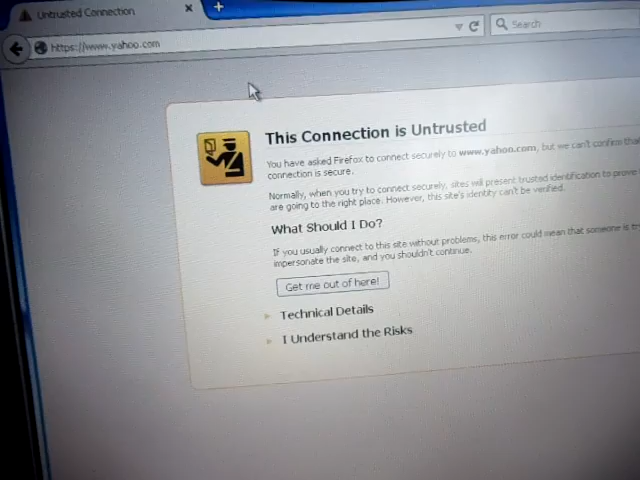 Untrusted Connection
https://www.yahoo.com
Search
This Connection is Untrusted
You have asked Firefox to connect securely to www.yahoo.com, but we can't confirm that
connection is secure.
Normally, when you try to connect securely, sites will present trusted identification to prove
are going to the right place. However, this site's identity can't be verified.
What Should I Do?
If you usually connect to this site without problems, this error could mean that someone is
impersonate the site, and you shouldn't continue.
Get me out of here!
Technical Details
I Understand the Risks